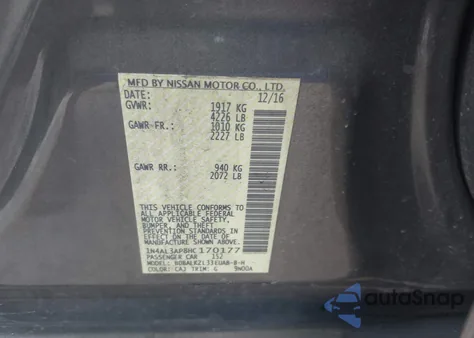 MFD BY NISSAN MOTOR CO., LTD.
12/16
GVWR: 1917 KG
4226 LB
GAWR-FR: 1010 KG
2227 LB
GAWR RR: 940 KG
2072 LB
THIS VEHICLE CONFORMS TO
ALL APPLICABLE FEDERAL
MOTOR VEHICLE SAFETY,
BUMPER, AND THEFT
PREVENTION STANDARDS IN
EFFECT ON THE DATE OF
MANUFACTURE SHOWN ABOVE.
1N4AL3AP8HC170177
PASSENGER CAR
COLOR: CAJ TRIM: G
AutoSnap